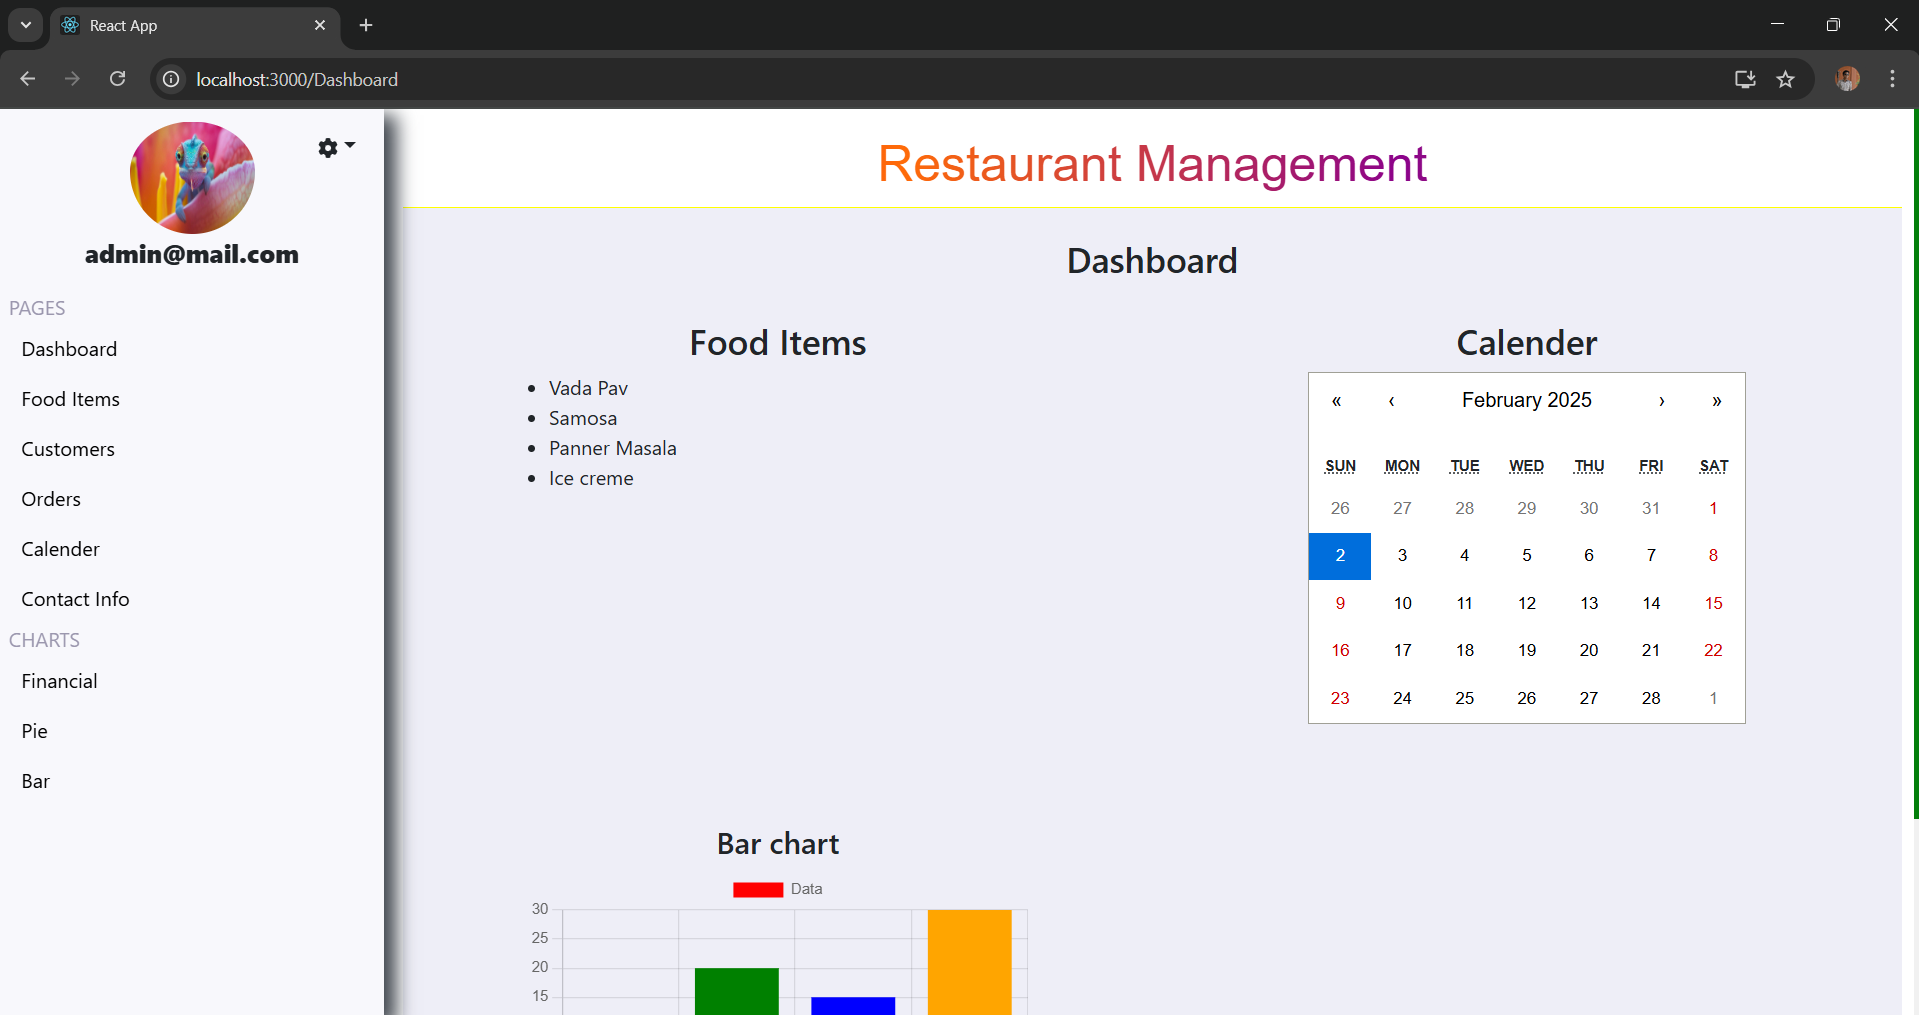 React App
localhost:3000/Dashboard
admin@mail.com
PAGES
Dashboard
Food Items
Customers
Orders
Calender
Contact Info
CHARTS
Financial
Pie
Bar
Restaurant Management
Dashboard
Food Items
Vada Pav
Samosa
Panner Masala
Ice creme
Calender
« ‹ February 2025 › »
SUN MON TUE WED THU FRI SAT
26 27 28 29 30 31 1
2 3 4 5 6 7 8
9 10 11 12 13 14 15
16 17 18 19 20 21 22
23 24 25 26 27 28 1
Bar chart
Data
30
25
20
15